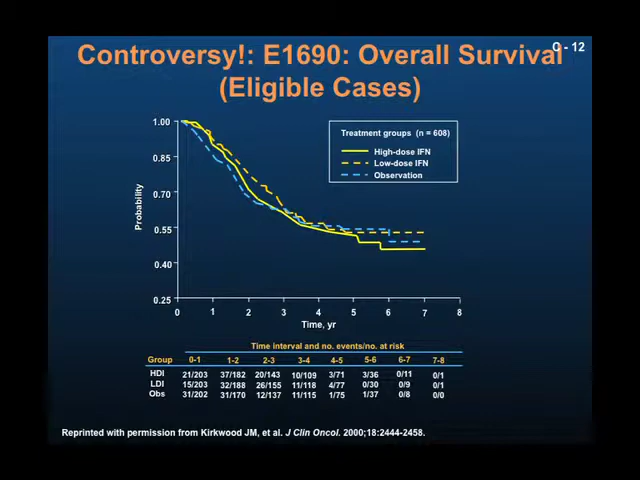 C - 12
Controversy!: E1690: Overall Survival
(Eligible Cases)
Treatment groups (n = 608)
High-dose IFN
Low-dose IFN
Observation
Probability
1.00
0.85
0.70
0.55
0.40
0.25
0 1 2 3 4 5 6 7 8
Time, yr
Time interval and no. events/no. at risk
Group 0-1 1-2 2-3 3-4 4-5 5-6 6-7 7-8
HDI 21/203 37/182 20/143 10/109 3/71 3/36 0/11 0/1
LDI 15/203 32/188 26/155 11/118 4/77 0/30 0/9 0/1
Obs 31/202 31/170 12/137 11/115 1/75 1/37 0/8 0/0
Reprinted with permission from Kirkwood JM, et al. J Clin Oncol. 2000;18:2444-2458.